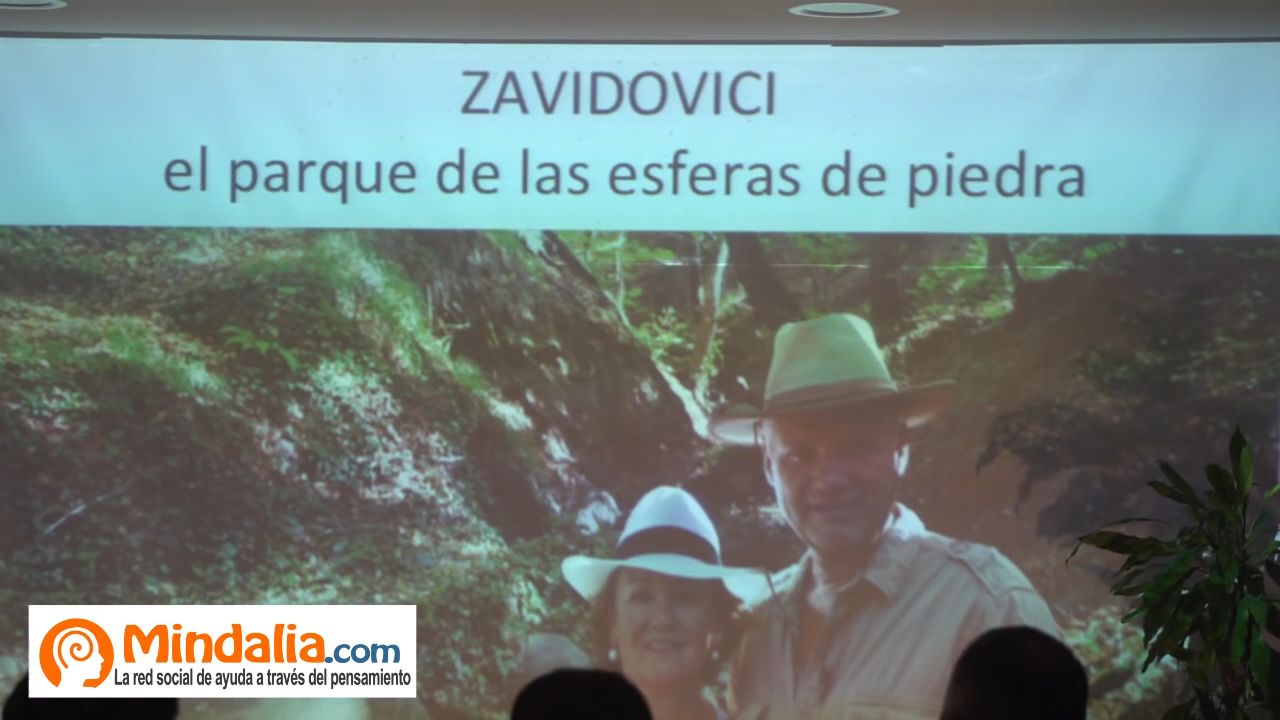 ZAVIDOVICI
el parque de las esferas de piedra
Mindalia.com
La red social de ayuda a través del pensamiento